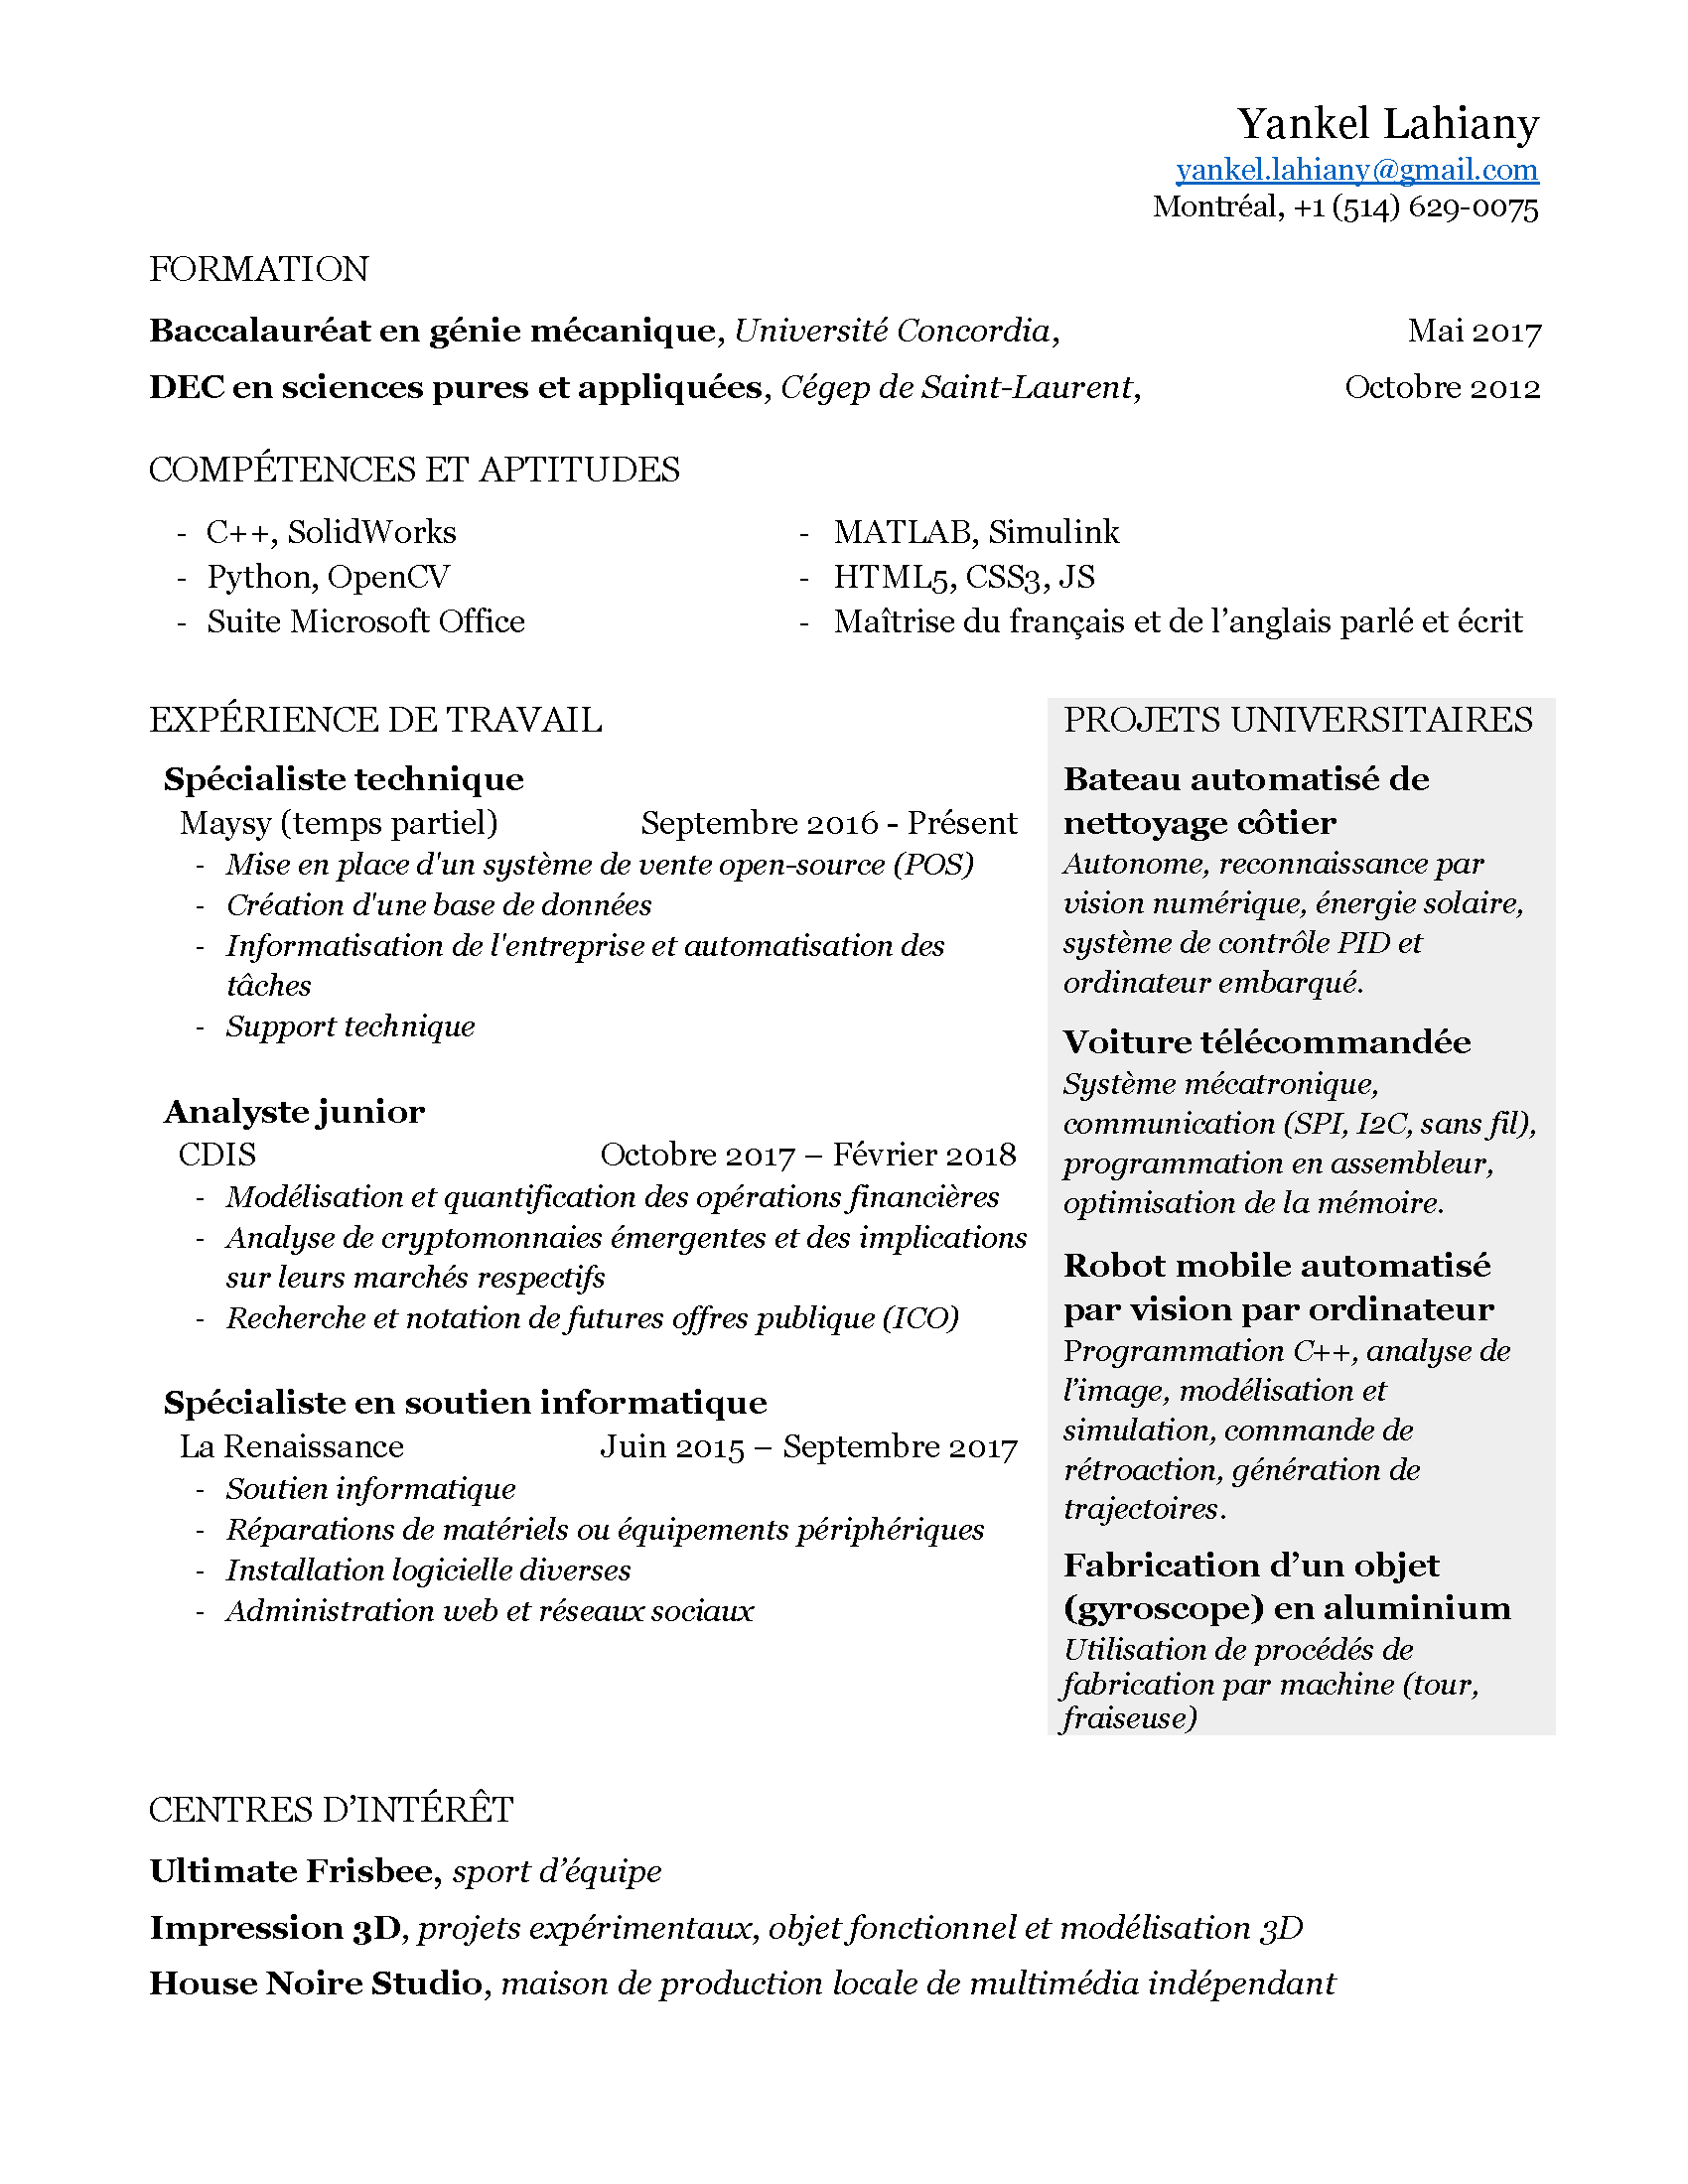 Yankel Lahiany
yankel.lahiany@gmail.com
Montréal, +1 (514) 629-0075
FORMATION
Baccalauréat en génie mécanique, Université Concordia, Mai 2017
DEC en sciences pures et appliquées, Cégep de Saint-Laurent, Octobre 2012
COMPÉTENCES ET APTITUDES
- C++, SolidWorks
- Python, OpenCV
- Suite Microsoft Office
- MATLAB, Simulink
- HTML5, CSS3, JS
- Maîtrise du français et de l’anglais parlé et écrit
EXPÉRIENCE DE TRAVAIL
Spécialiste technique
Maysy (temps partiel) Septembre 2016 - Présent
- Mise en place d'un système de vente open-source (POS)
- Création d'une base de données
- Informatisation de l'entreprise et automatisation des
tâches
- Support technique
Analyste junior
CDIS Octobre 2017 – Février 2018
- Modélisation et quantification des opérations financières
- Analyse de cryptomonnaies émergentes et des implications
sur leurs marchés respectifs
- Recherche et notation de futures offres publique (ICO)
Spécialiste en soutien informatique
La Renaissance Juin 2015 – Septembre 2017
- Soutien informatique
- Réparations de matériels ou équipements périphériques
- Installation logicielle diverses
- Administration web et réseaux sociaux
PROJETS UNIVERSITAIRES
Bateau automatisé de
nettoyage côtier
Autonome, reconnaissance par
vision numérique, énergie solaire,
système de contrôle PID et
ordinateur embarqué.
Voiture télécommandée
Système mécatronique,
communication (SPI, I2C, sans fil),
programmation en assembleur,
optimisation de la mémoire.
Robot mobile automatisé
par vision par ordinateur
Programmation C++, analyse de
l’image, modélisation et
simulation, commande de
rétroaction, génération de
trajectoires.
Fabrication d’un objet
(gyroscope) en aluminium
Utilisation de procédés de
fabrication par machine (tour,
fraiseuse)
CENTRES D’INTÉRÊT
Ultimate Frisbee, sport d’équipe
Impression 3D, projets expérimentaux, objet fonctionnel et modélisation 3D
House Noire Studio, maison de production locale de multimédia indépendant